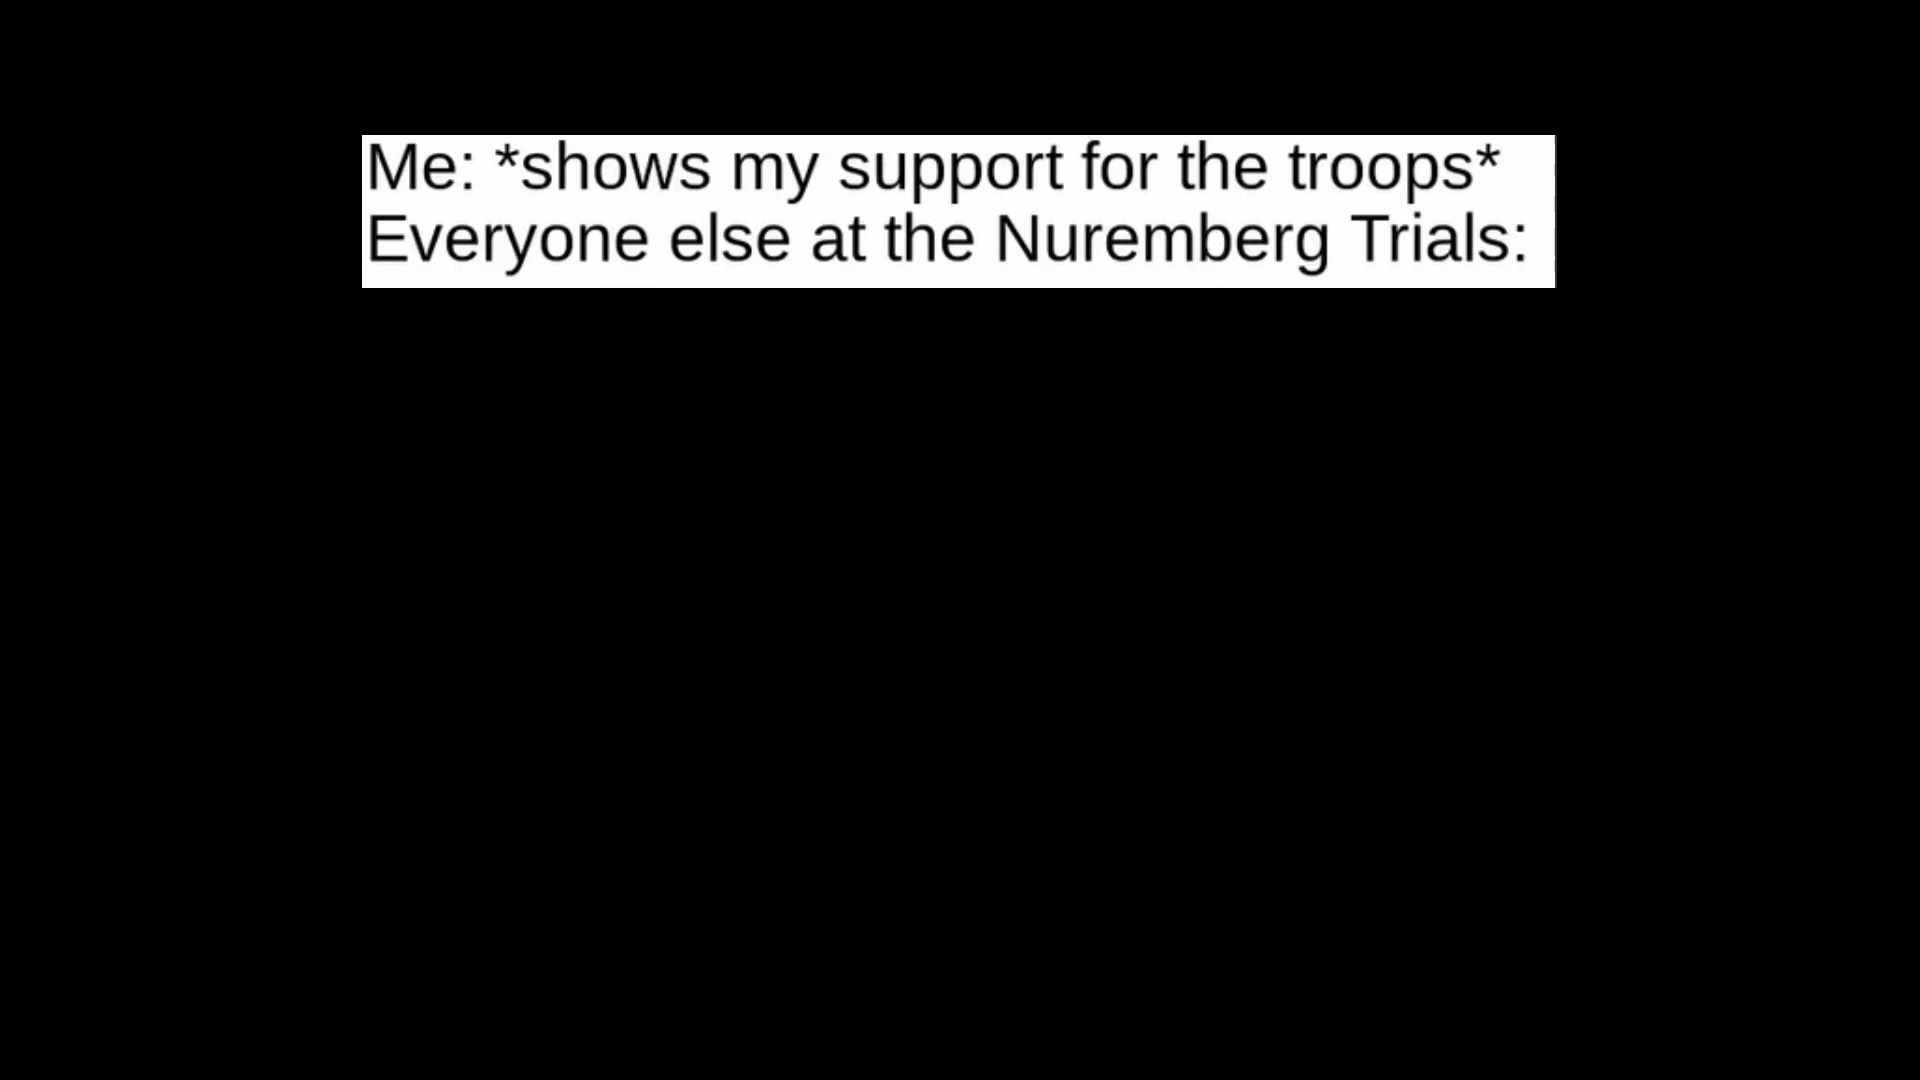 Me: *shows my support for the troops*
Everyone else at the Nuremberg Trials: